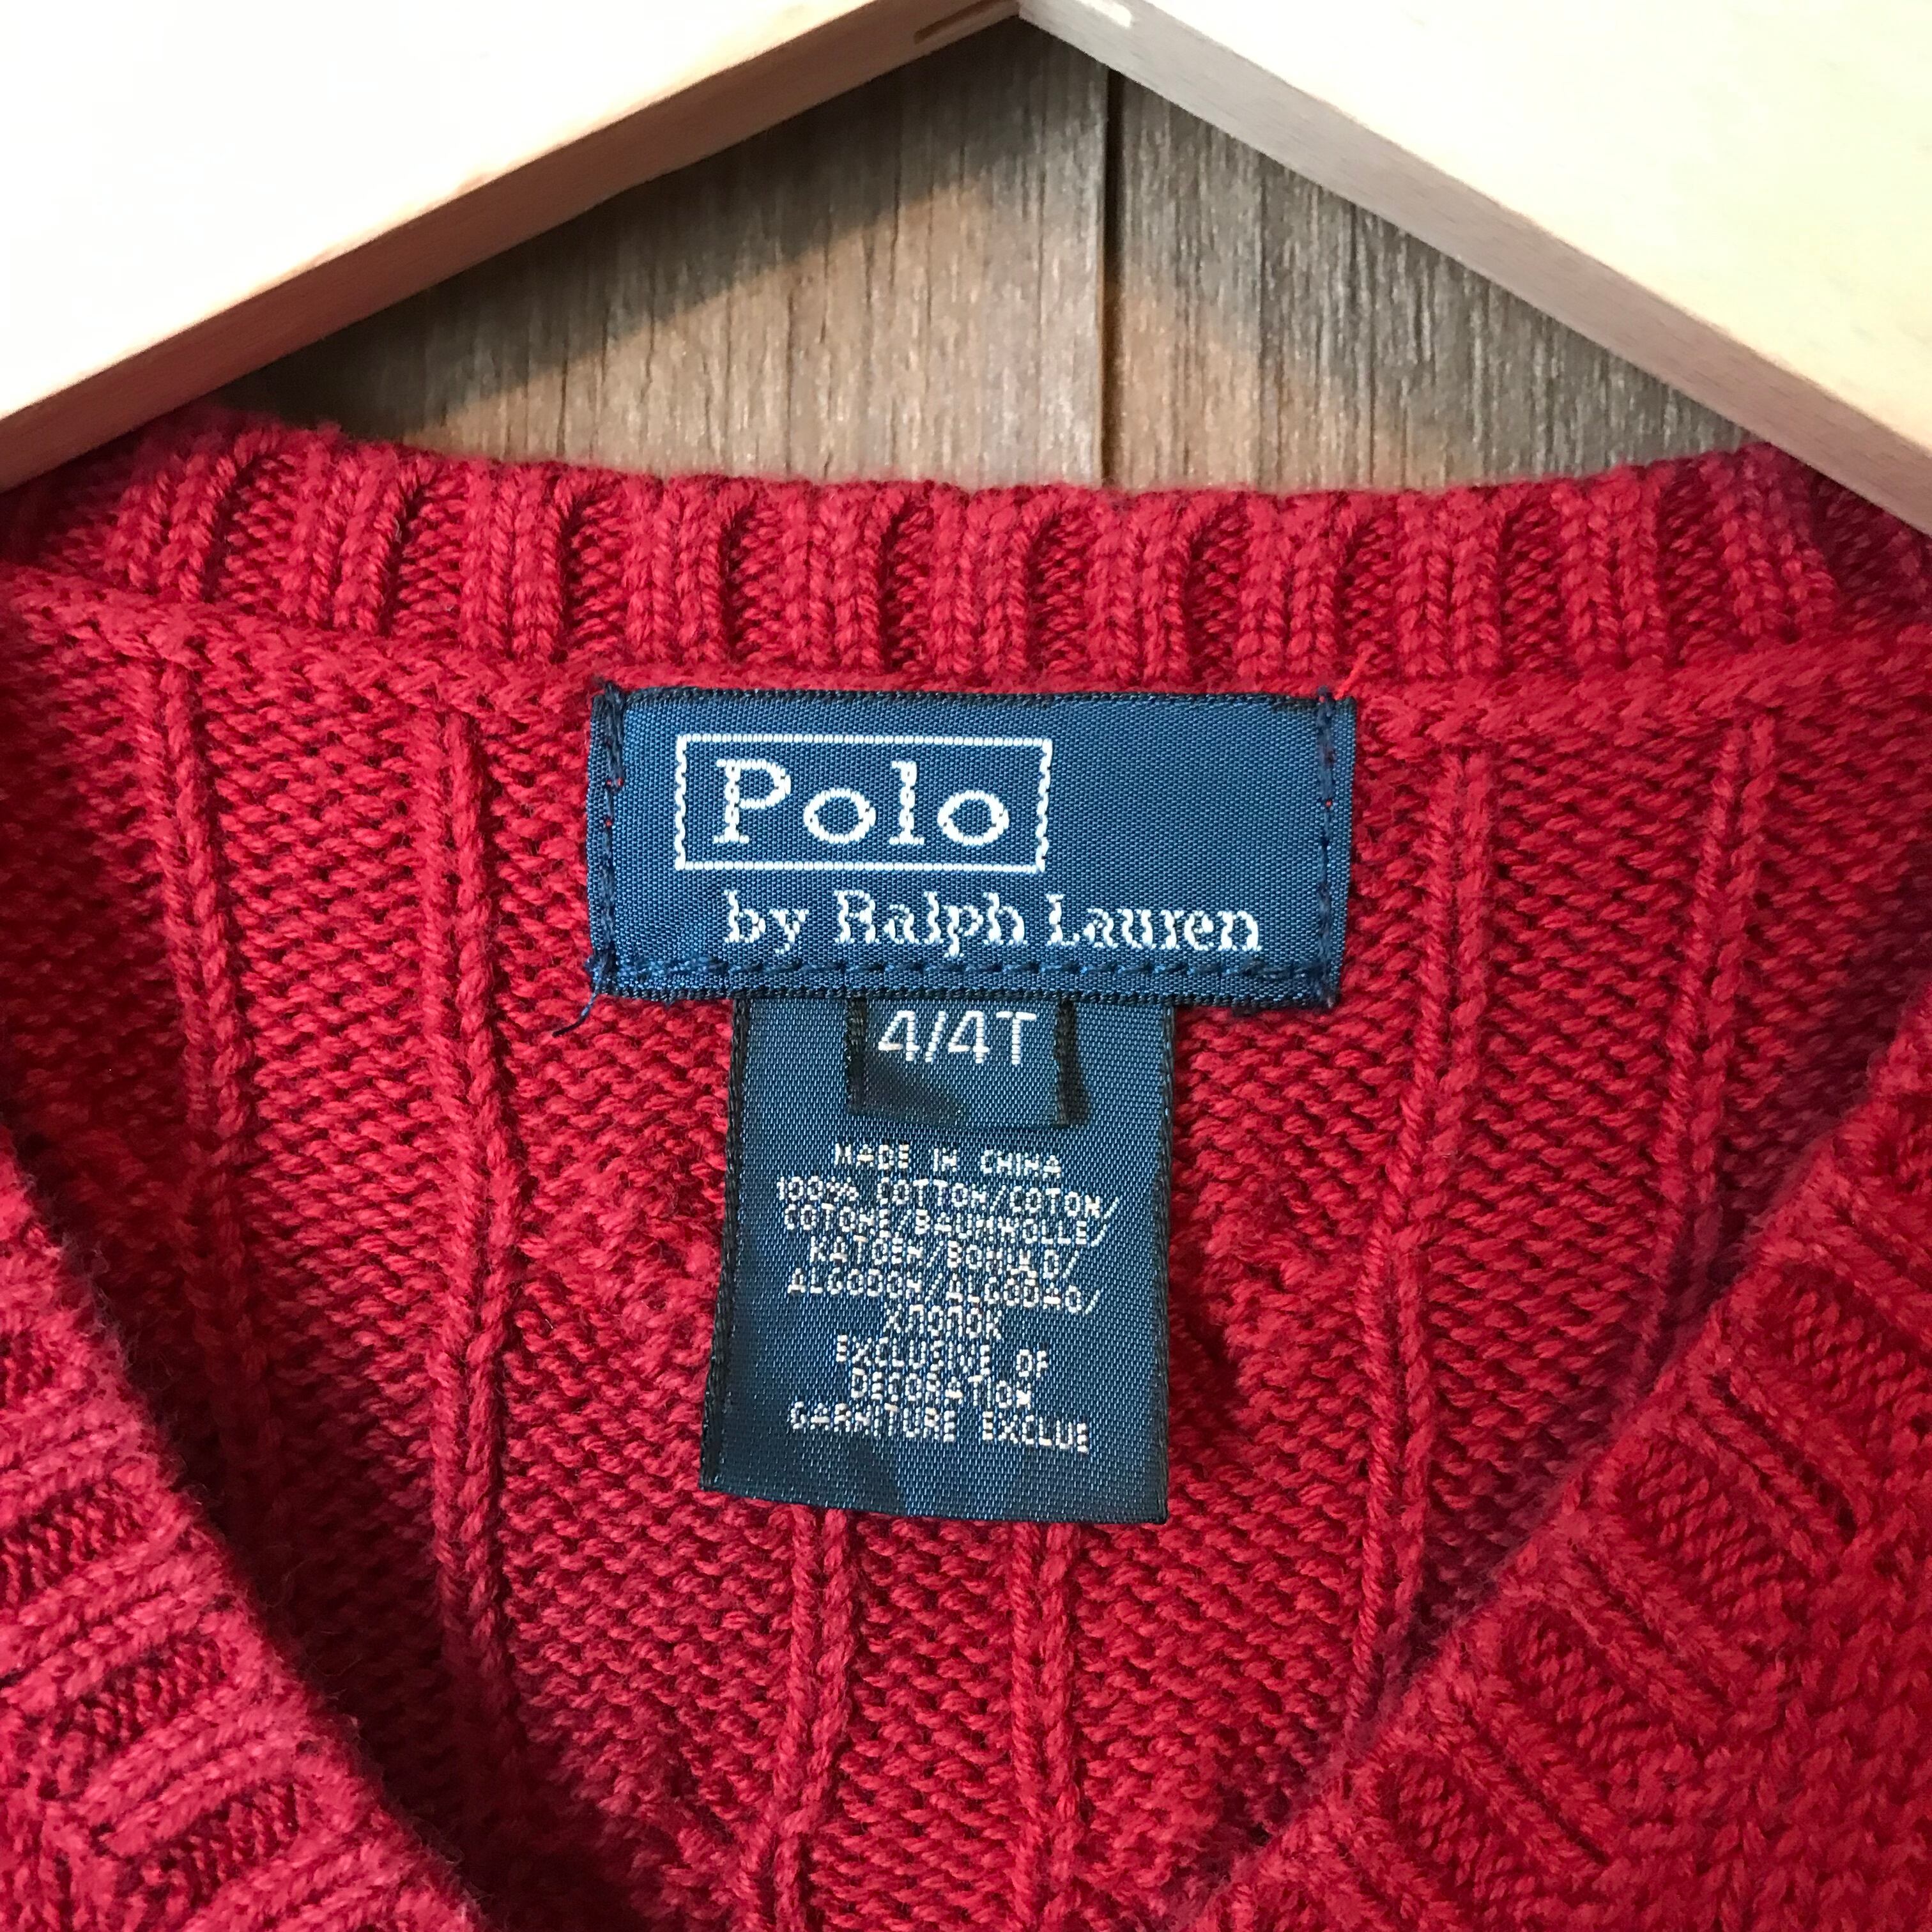 Polo
by Ralph Lauren
4/4T
MADE IN CHINA
100% COTTON/COTON/
COTONE/BAUMWOLLE/
KATOEN/BOMULD/
ALGODON/ALGODAO/
ХЛОПОК
EXCLUSIVE OF
DECORATION
GARNITURE EXCLUE